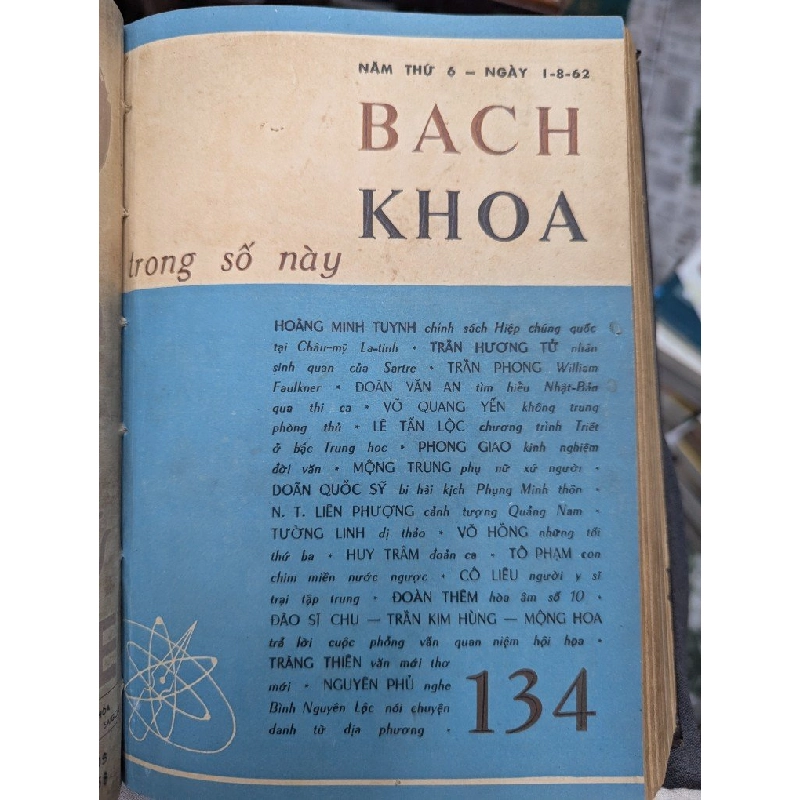 NĂM THỨ 6 – NGÀY 1-8-62
BACH
KHOA
trong số này
HOÀNG MINH TUYNH chính sách Hiệp chúng quốc
tại Châu-mỹ La-tinh • TRẦN HƯƠNG TỬ nhân
sinh quan của Sartre • TRẦN PHONG William
Faulkner • ĐOÀN VĂN AN tìm hiểu Nhật-Bản
qua thi ca • VÕ QUANG YẾN không trung
phòng thủ • LÊ TẤN LỘC chương trình Triết
ở bậc Trung học • PHONG GIAO kinh nghiệm
đời văn • MỘNG TRUNG phụ nữ xứ người •
DOÃN QUỐC SỸ bi hài kịch Phụng Minh thôn •
N. T. LIÊN PHƯỢNG cảnh tượng Quảng Nam •
TƯỜNG LINH dị thảo • VÕ HỒNG những tối
thứ ba • HUY TRÂM đoản ca • TÔ PHẠM con
chim miền nước ngược • CÔ LIÊU người y sĩ
trại tập trung • ĐOÀN THÊM hòa âm số 10 •
ĐÀO SĨ CHU — TRẦN KIM HÙNG — MỘNG HOA
trả lời cuộc phỏng vấn quan niệm hội họa •
TRÀNG THIÊN văn mới thơ
mới • NGUYÊN PHỦ nghe
Bình Nguyên Lộc nói chuyện
danh từ địa phương •
134